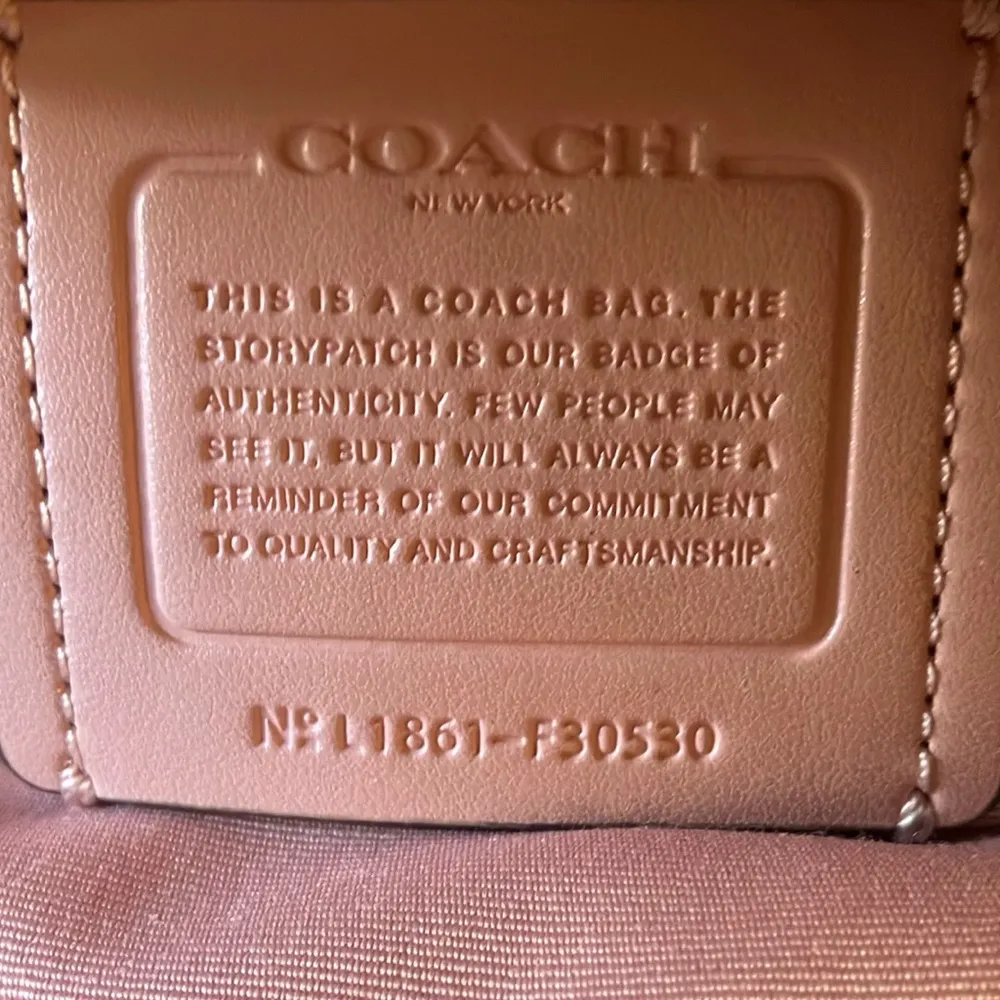 COACH
NEW YORK
THIS IS A COACH BAG. THE
STORYPATCH IS OUR BADGE OF
AUTHENTICITY. FEW PEOPLE MAY
SEE IT, BUT IT WILL ALWAYS BE A
REMINDER OF OUR COMMITMENT
TO QUALITY AND CRAFTSMANSHIP.
Nº L1861-F30530